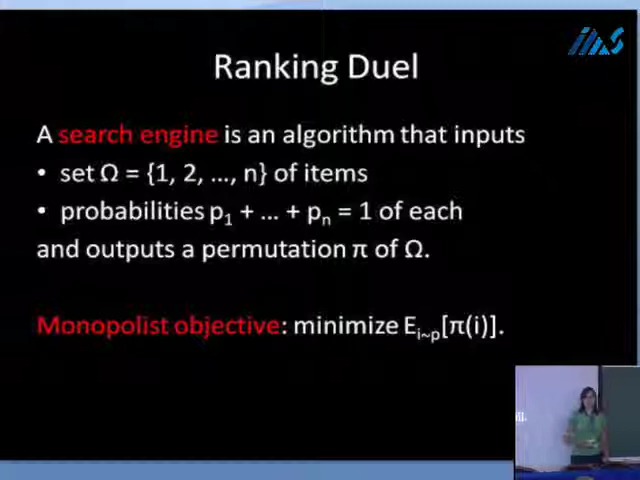 iMS
Ranking Duel
A search engine is an algorithm that inputs
• set Ω = {1, 2, …, n} of items
• probabilities p₁ + … + pₙ = 1 of each
and outputs a permutation π of Ω.
Monopolist objective: minimize Eᵢ~ₚ[π(i)].